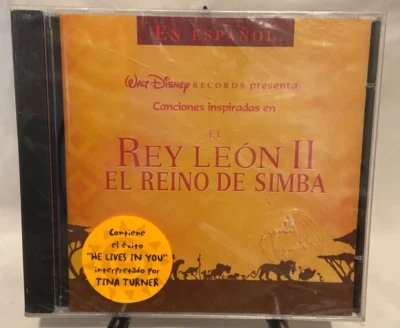 EN ESPAÑOL
WALT DISNEY RECORDS presenta
Canciones inspiradas en
EL
REY LEÓN II
EL REINO DE SIMBA
Contiene
el éxito
"HE LIVES IN YOU"
interpretado por
TINA TURNER